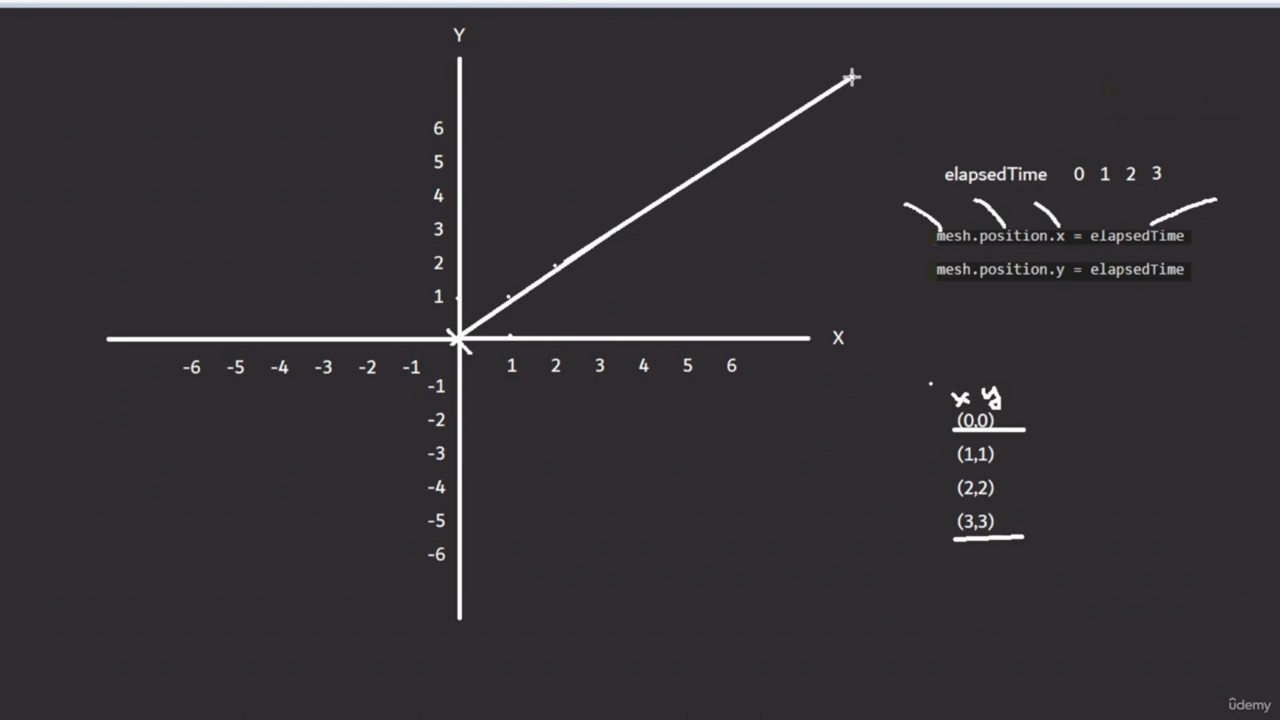 Y
6
5
4
3
2
1
X
-6 -5 -4 -3 -2 -1 1 2 3 4 5 6
-1
-2
-3
-4
-5
-6
elapsedTime 0 1 2 3
mesh.position.x = elapsedTime
mesh.position.y = elapsedTime
x y
(0,0)
(1,1)
(2,2)
(3,3)
ûdemy